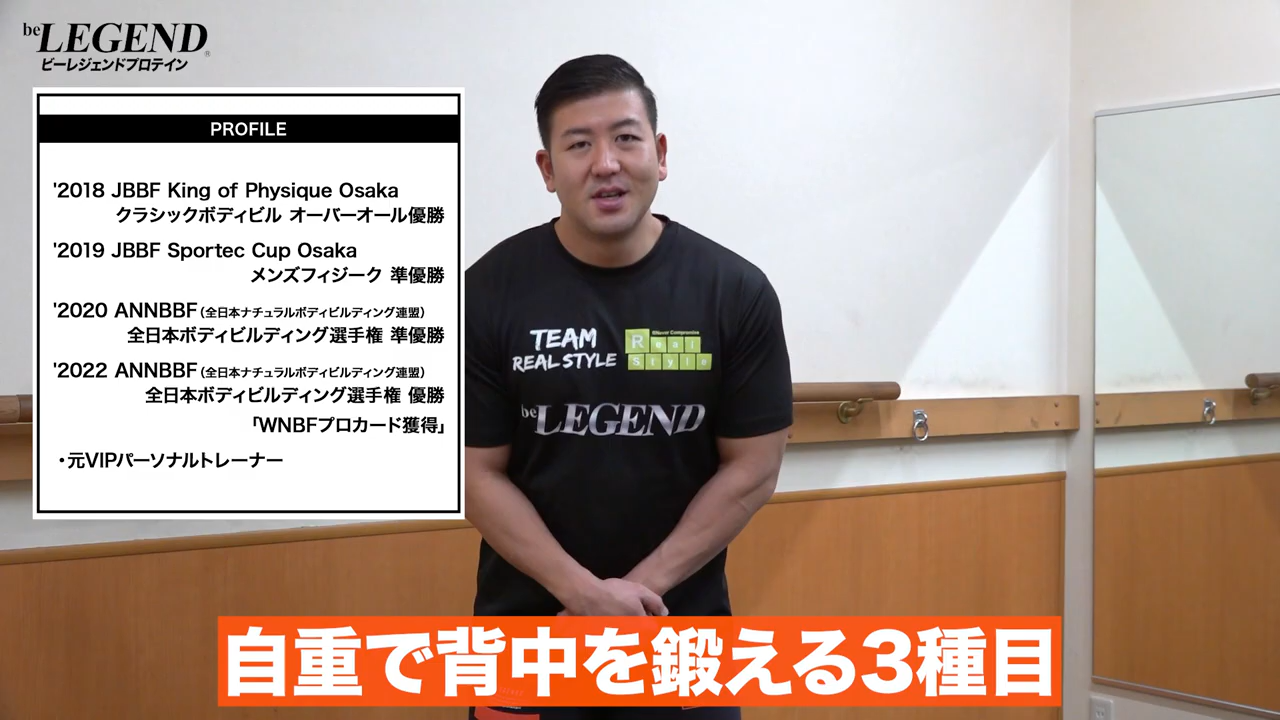 beLEGEND
ビーレジェンドプロテイン
PROFILE
'2018 JBBF King of Physique Osaka
クラシックボディビル オーバーオール優勝
'2019 JBBF Sportec Cup Osaka
メンズフィジーク 準優勝
'2020 ANNBBF(全日本ナチュラルボディビルディング連盟)
全日本ボディビルディング選手権 準優勝
'2022 ANNBBF(全日本ナチュラルボディビルディング連盟)
全日本ボディビルディング選手権 優勝
「WNBFプロカード獲得」
・元VIPパーソナルトレーナー
TEAM
REAL STYLE
Real
Style
beLEGEND
自重で背中を鍛える3種目